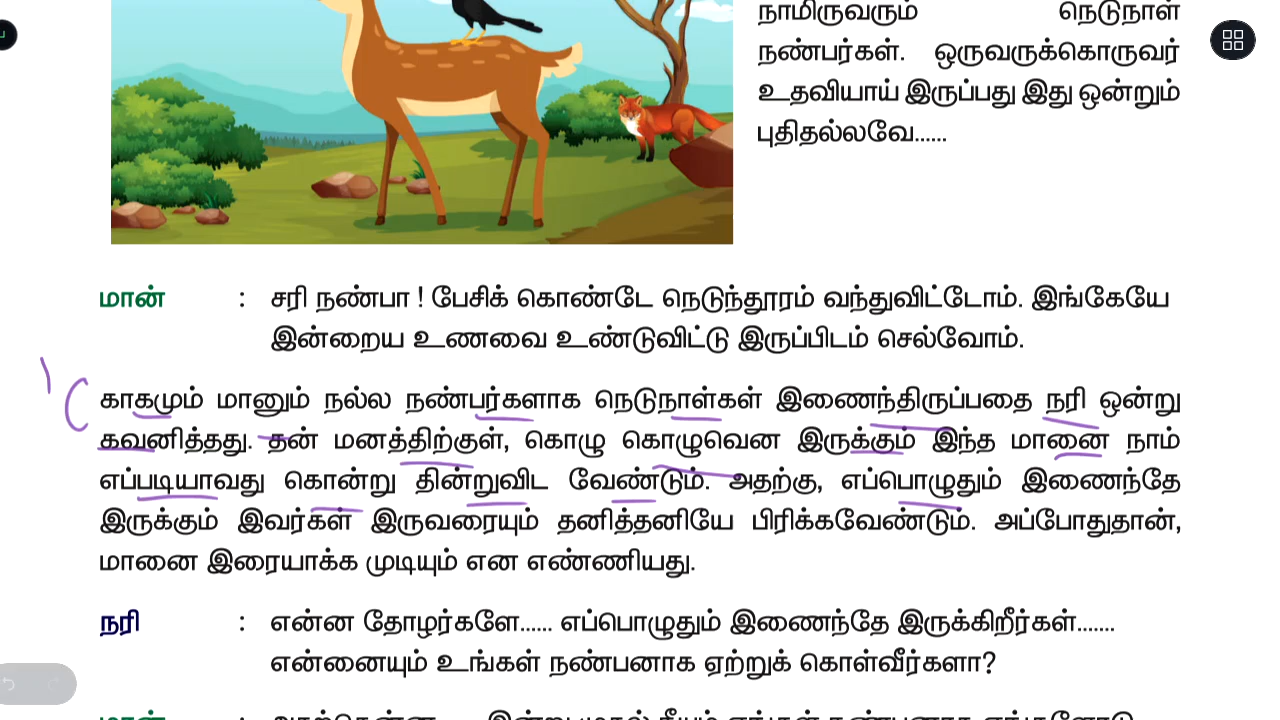 நாமிருவரும் நெடுநாள்
நண்பர்கள். ஒருவருக்கொருவர்
உதவியாய் இருப்பது இது ஒன்றும்
புதிதல்லவே......
மான் : சரி நண்பா ! பேசிக் கொண்டே நெடுந்தூரம் வந்துவிட்டோம். இங்கேயே
இன்றைய உணவை உண்டுவிட்டு இருப்பிடம் செல்வோம்.
காகமும் மானும் நல்ல நண்பர்களாக நெடுநாள்கள் இணைந்திருப்பதை நரி ஒன்று
கவனித்தது. தன் மனத்திற்குள், கொழு கொழுவென இருக்கும் இந்த மானை நாம்
எப்படியாவது கொன்று தின்றுவிட வேண்டும். அதற்கு, எப்பொழுதும் இணைந்தே
இருக்கும் இவர்கள் இருவரையும் தனித்தனியே பிரிக்கவேண்டும். அப்போதுதான்,
மானை இரையாக்க முடியும் என எண்ணியது.
நரி : என்ன தோழர்களே...... எப்பொழுதும் இணைந்தே இருக்கிறீர்கள்.......
என்னையும் உங்கள் நண்பனாக ஏற்றுக் கொள்வீர்களா?